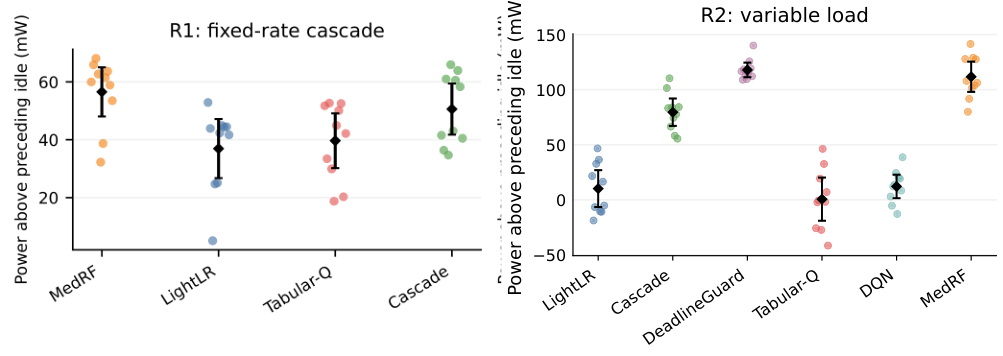 R1: fixed-rate cascade
Power above preceding idle (mW)
60
40
20
MedRF
LightLR
Tabular-Q
Cascade
R2: variable load
Power above preceding idle (mW
150
100
50
0
−50
LightLR
Cascade
DeadlineGuard
Tabular-Q
DQN
MedRF